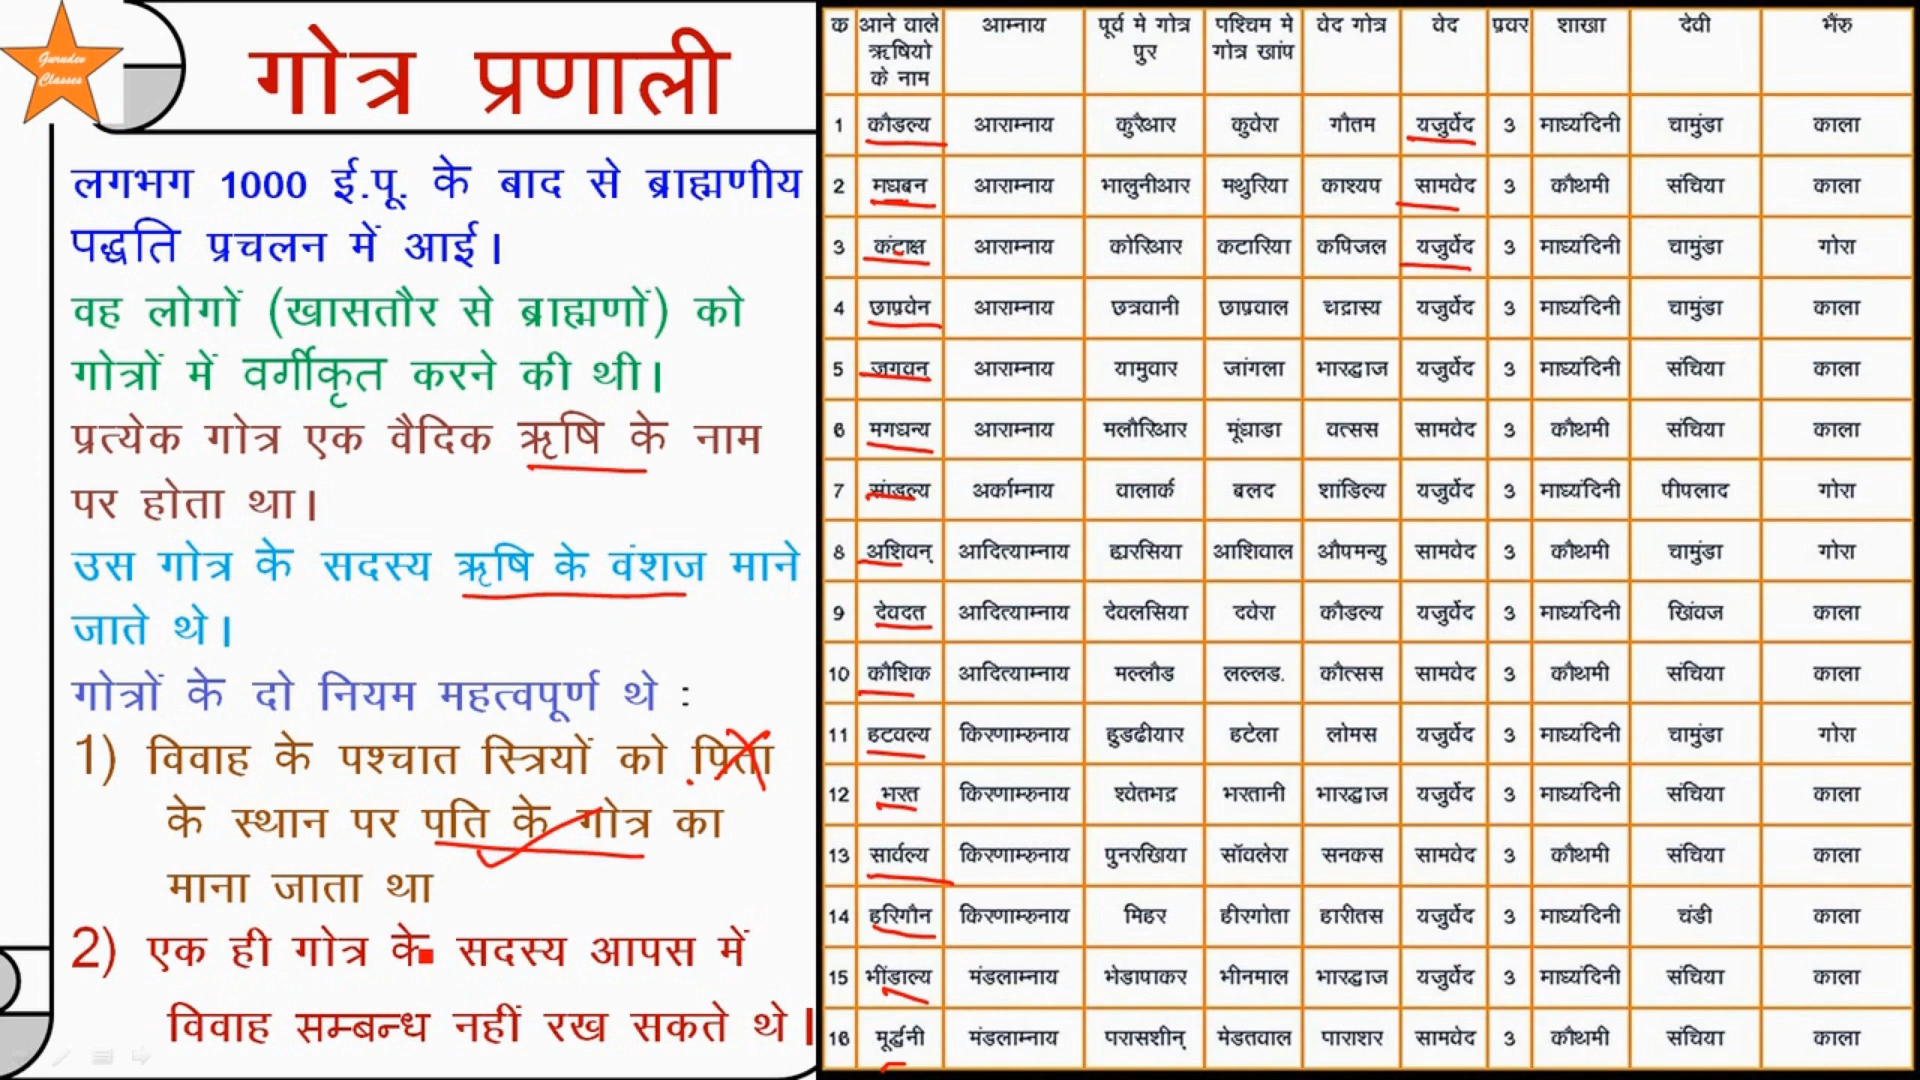 Gurudev
Classes
गोत्र प्रणाली
लगभग 1000 ई.पू. के बाद से ब्राह्मणीय
पद्धति प्रचलन में आई।
वह लोगों (खासतौर से ब्राह्मणों) को
गोत्रों में वर्गीकृत करने की थी।
प्रत्येक गोत्र एक वैदिक ऋषि के नाम
पर होता था।
उस गोत्र के सदस्य ऋषि के वंशज माने
जाते थे।
गोत्रों के दो नियम महत्वपूर्ण थे :
1) विवाह के पश्चात स्त्रियों को पिता
के स्थान पर पति के गोत्र का
माना जाता था
2) एक ही गोत्र के सदस्य आपस में
विवाह सम्बन्ध नहीं रख सकते थे।
क आने वाले ऋषियो के नाम आम्नाय पूर्व मे गोत्र पुर पश्चिम मे गोत्र खांप वेद गोत्र वेद प्रवर शाखा देवी भैंरु
1 कौडल्य आराम्नाय कुरैआर कुवेरा गौतम यजुर्वेद 3 माध्यंदिनी चामुंडा काला
2 मघबन आराम्नाय भालुनीआर मथुरिया काश्यप सामवेद 3 कौथमी संचिया काला
3 कंटाक्ष आराम्नाय कोरिआर कटारिया कपिजल यजुर्वेद 3 माध्यंदिनी चामुंडा गोरा
4 छाप्रवेन आराम्नाय छत्रवानी छाप्रवाल चद्रास्य यजुर्वेद 3 माध्यंदिनी चामुंडा काला
5 जगवन आराम्नाय यामुवार जांगला भारद्धाज यजुर्वेद 3 माध्यंदिनी संचिया काला
6 मगधन्य आराम्नाय मलौरिआर मूंधाडा वत्सस सामवेद 3 कौथमी संचिया काला
7 सांडल्य अर्काम्नाय वालार्क बलद शांडिल्य यजुर्वेद 3 माध्यंदिनी पीपलाद गोरा
8 अशिवन् आदित्याम्नाय ह्यरसिया आशिवाल औपमन्यु सामवेद 3 कौथमी चामुंडा गोरा
9 देवदत आदित्याम्नाय देवलसिया दवेरा कौडल्य यजुर्वेद 3 माध्यंदिनी खिंवज काला
10 कौशिक आदित्याम्नाय मल्लौड लल्लड. कौत्सस सामवेद 3 कौथमी संचिया काला
11 हटवल्य किरणाम्रुनाय हुडढीयार हटेला लोमस यजुर्वेद 3 माध्यंदिनी चामुंडा गोरा
12 भरत किरणाम्रुनाय श्वेतभद्र भरतानी भारद्धाज यजुर्वेद 3 माध्यंदिनी संचिया काला
13 सार्वल्य किरणाम्रुनाय पुनरखिया सॉवलेरा सनकस सामवेद 3 कौथमी संचिया काला
14 हरिगौन किरणाम्रुनाय मिहर हीरगोता हारीतस यजुर्वेद 3 माध्यंदिनी चंडी काला
15 भींडाल्य मंडलाम्नाय भेडापाकर भीनमाल भारद्धाज यजुर्वेद 3 माध्यंदिनी संचिया काला
16 मूर्द्धनी मंडलाम्नाय परासशीन् मेडतवाल पाराशर सामवेद 3 कौथमी संचिया काला